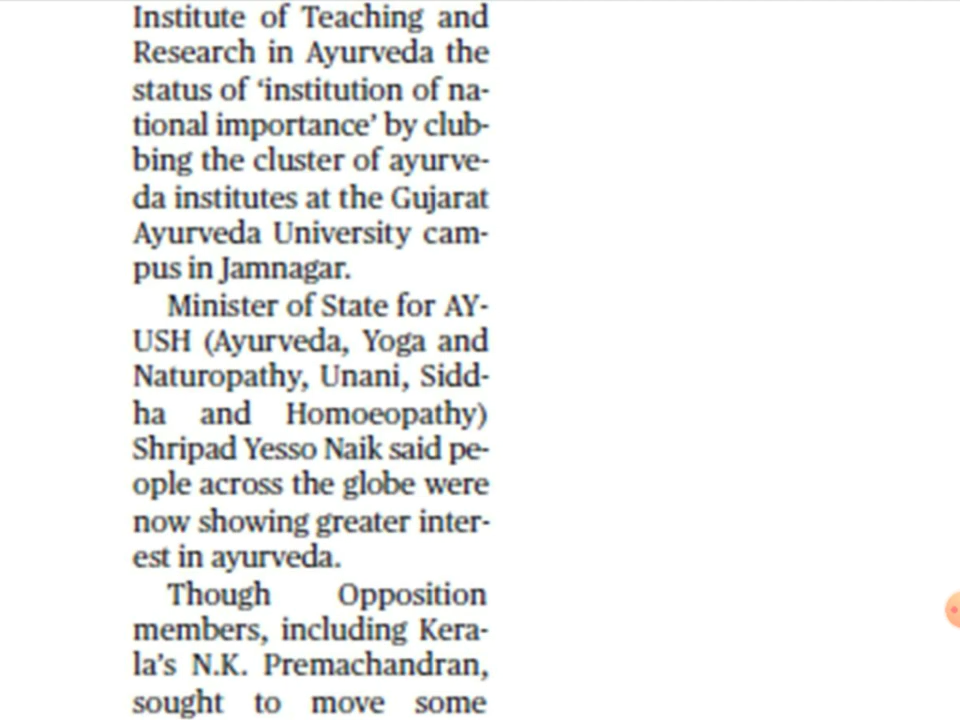 Institute of Teaching and
Research in Ayurveda the
status of ‘institution of na-
tional importance’ by club-
bing the cluster of ayurve-
da institutes at the Gujarat
Ayurveda University cam-
pus in Jamnagar.
Minister of State for AY-
USH (Ayurveda, Yoga and
Naturopathy, Unani, Sidd-
ha and Homoeopathy)
Shripad Yesso Naik said pe-
ople across the globe were
now showing greater inter-
est in ayurveda.
Though Opposition
members, including Kera-
la’s N.K. Premachandran,
sought to move some